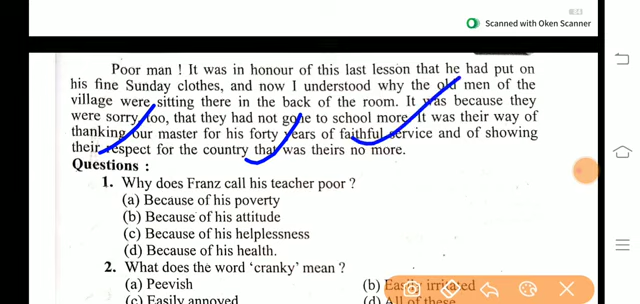 Scanned with Oken Scanner
Poor man ! It was in honour of this last lesson that he had put on
his fine Sunday clothes, and now I understood why the old men of the
village were sitting there in the back of the room. It was because they
were sorry, too, that they had not gone to school more. It was their way of
thanking our master for his forty years of faithful service and of showing
their respect for the country that was theirs no more.
Questions :
1. Why does Franz call his teacher poor ?
(a) Because of his poverty
(b) Because of his attitude
(c) Because of his helplessness
(d) Because of his health.
2. What does the word ‘cranky’ mean ?
(a) Peevish (b) Easily irritated
(c) Easily annoyed (d) All of these